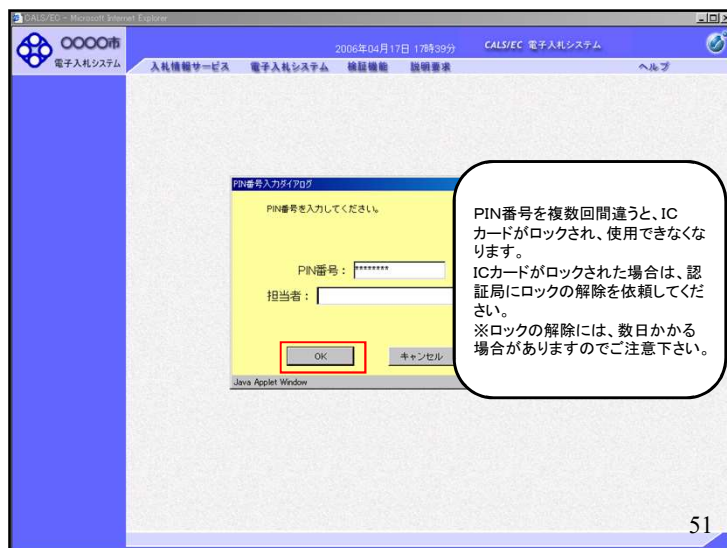 CALS/EC - Microsoft Internet Explorer
〇〇〇〇市
2006年04月17日 17時39分
CALS/EC 電子入札システム
電子入札システム
入札情報サービス 電子入札システム 検証機能 説明要求 ヘルプ
PIN番号入力ダイアログ
PIN番号を入力してください。
PIN番号： ********
担当者：
OK キャンセル
Java Applet Window
PIN番号を複数回間違うと、IC
カードがロックされ、使用できなくな
ります。
ICカードがロックされた場合は、認
証局にロックの解除を依頼してくだ
さい。
※ロックの解除には、数日かかる
場合がありますのでご注意下さい。
51